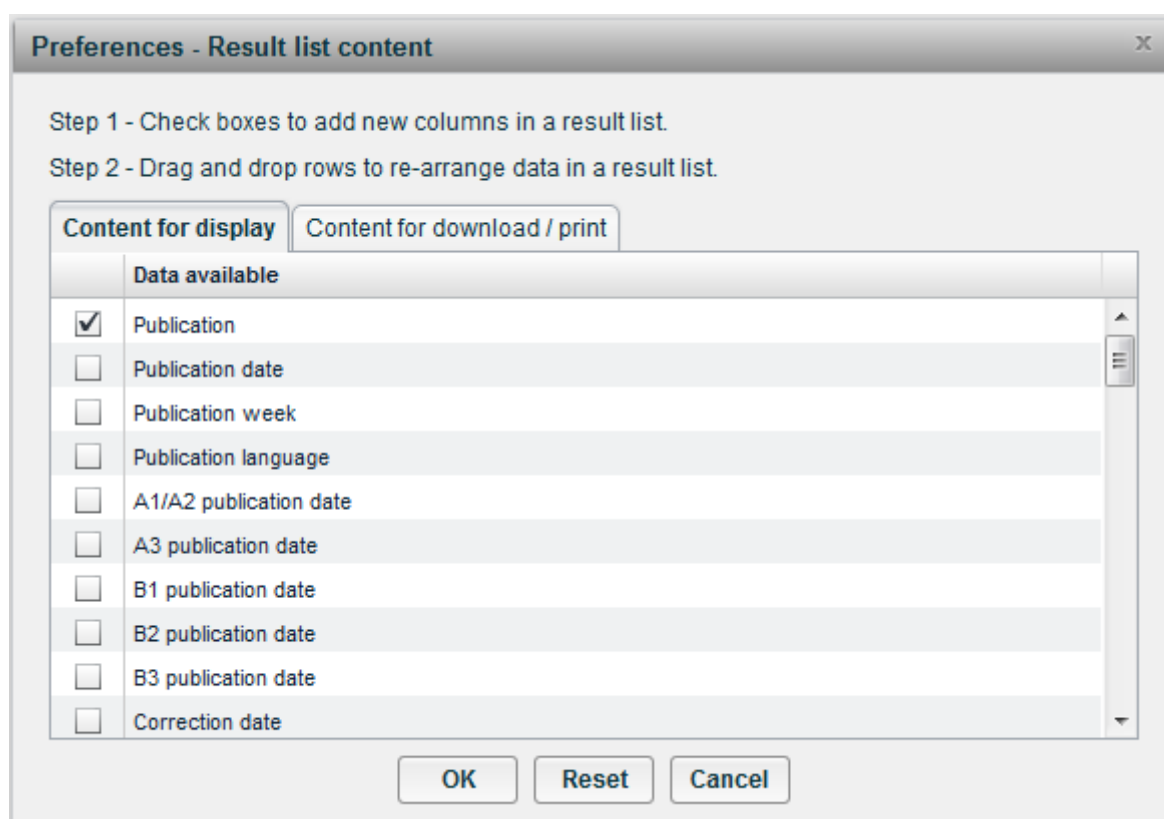 Preferences - Result list content x
Step 1 - Check boxes to add new columns in a result list.
Step 2 - Drag and drop rows to re-arrange data in a result list.
Content for display Content for download / print
Data available
Publication
Publication date
Publication week
Publication language
A1/A2 publication date
A3 publication date
B1 publication date
B2 publication date
B3 publication date
Correction date
OK Reset Cancel